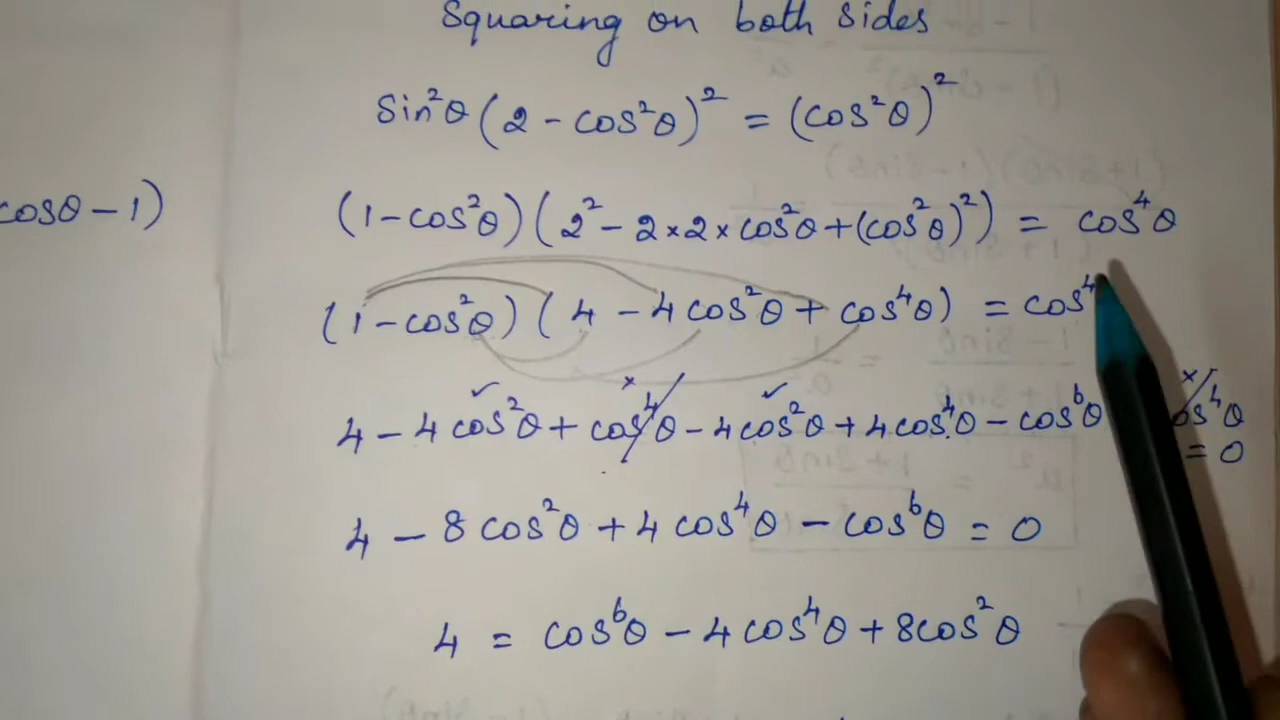 Squaring on both sides
Sin²θ (2 - cos²θ)² = (cos²θ)²
cosθ - 1)
(1 - cos²θ)(2² - 2×2×cos²θ + (cos²θ)²) = cos⁴θ
(1 - cos²θ)(4 - 4cos²θ + cos⁴θ) = cos⁴
4 - 4cos²θ + cos⁴θ - 4cos²θ + 4cos⁴θ - cos⁶θ os⁴θ
= 0
4 - 8cos²θ + 4cos⁴θ - cos⁶θ = 0
4 = cos⁶θ - 4cos⁴θ + 8cos²θ